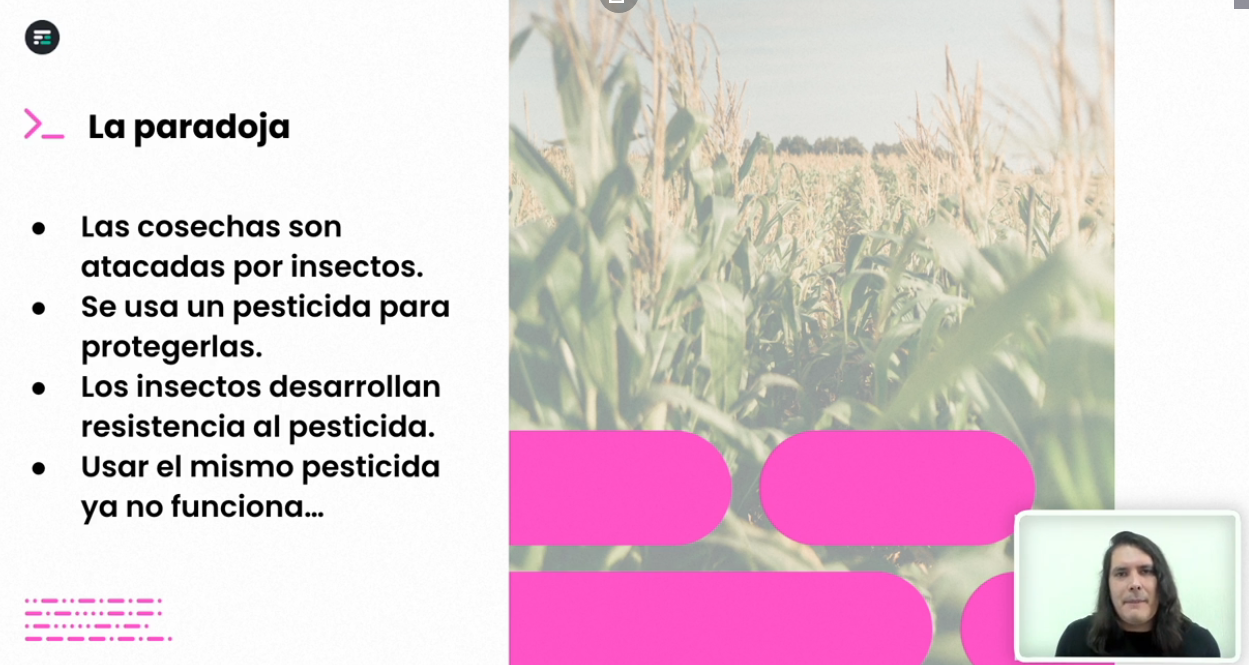 La paradoja
● Las cosechas son
atacadas por insectos.
● Se usa un pesticida para
protegerlas.
● Los insectos desarrollan
resistencia al pesticida.
● Usar el mismo pesticida
ya no funciona...